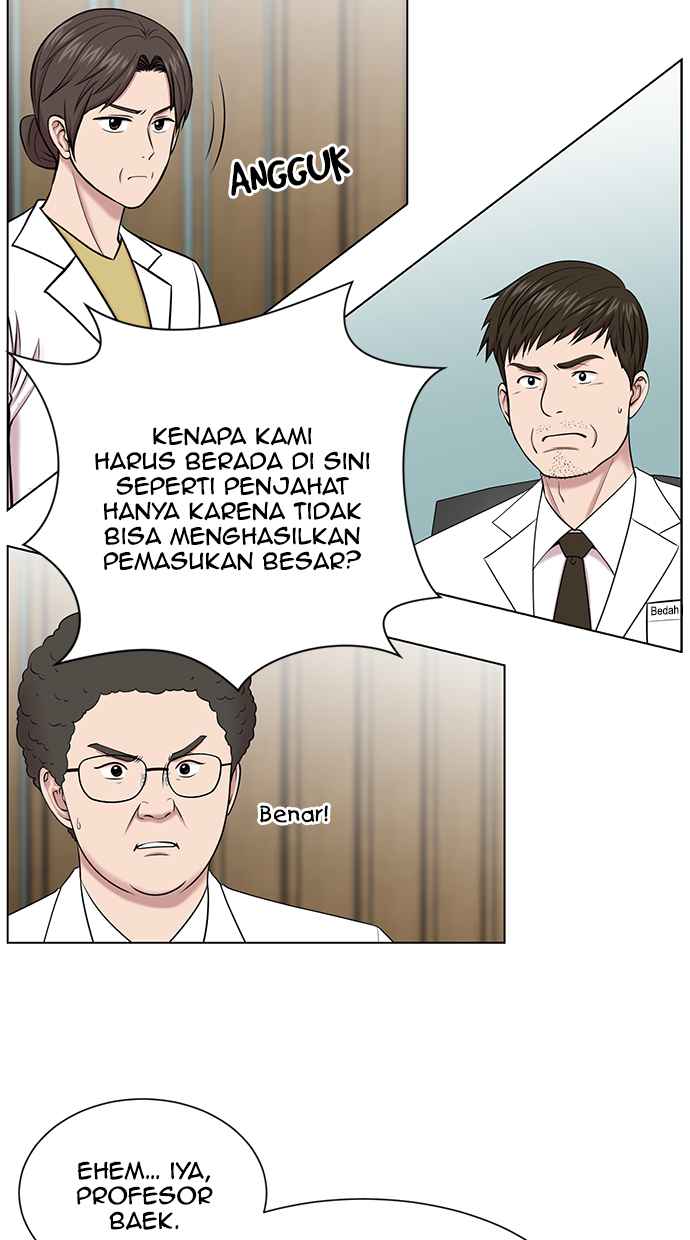 ANGGUK
KENAPA KAMI
HARUS BERADA DI SINI
SEPERTI PENJAHAT
HANYA KARENA TIDAK
BISA MENGHASILKAN
PEMASUKAN BESAR?
Bedah
Benar!
EHEM... IYA,
PROFESOR
BAEK.